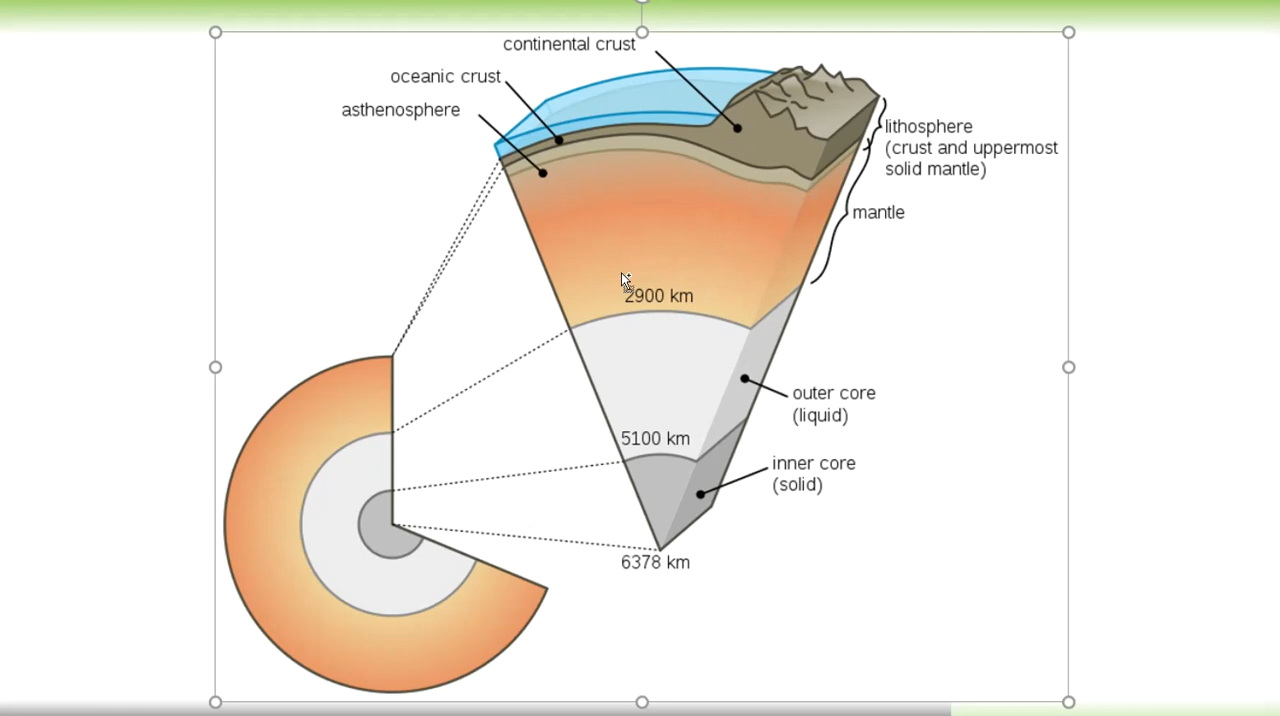 continental crust
oceanic crust
asthenosphere
lithosphere
(crust and uppermost
solid mantle)
mantle
2900 km
outer core
(liquid)
5100 km
inner core
(solid)
6378 km